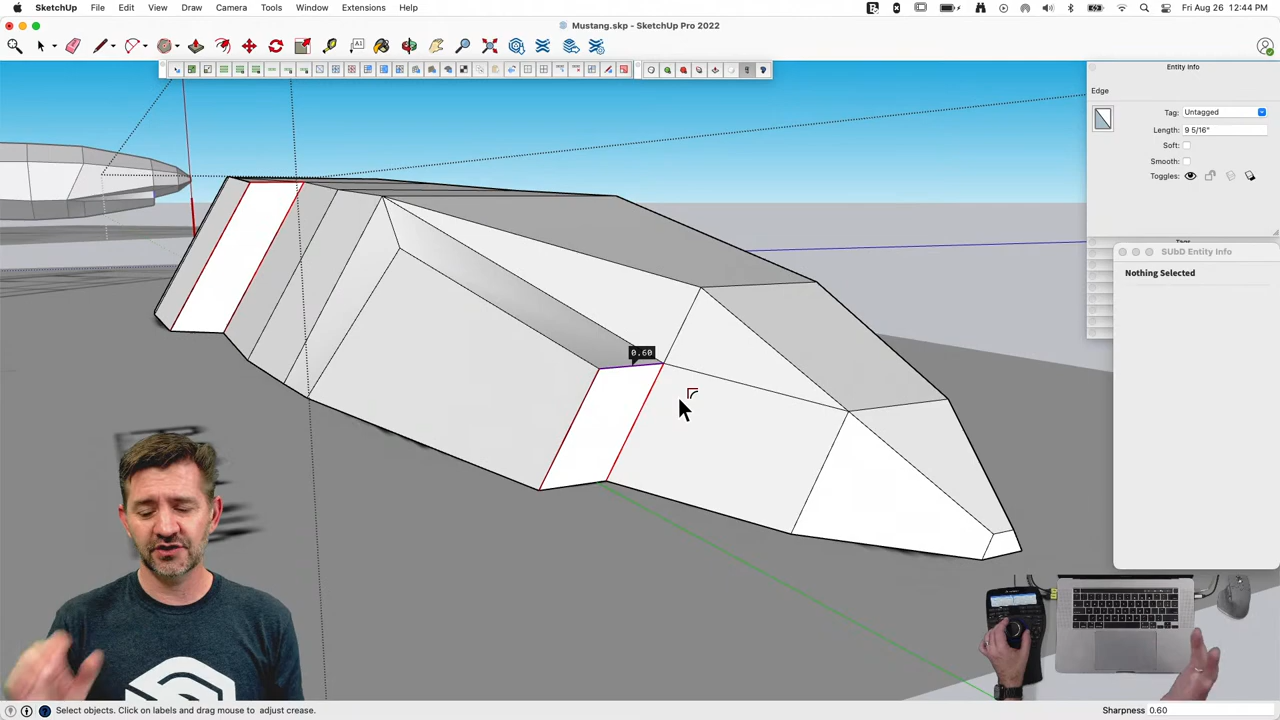 SketchUp File Edit View Draw Camera Tools Window Extensions Help
Fri Aug 26 12:44 PM
Mustang.skp - SketchUp Pro 2022
Entity Info
Edge
Tag: Untagged
Length: 9 5/16"
Soft:
Smooth:
Toggles:
SUbD Entity Info
Nothing Selected
0.60
Select objects. Click on labels and drag mouse to adjust crease.
Sharpness 0.60